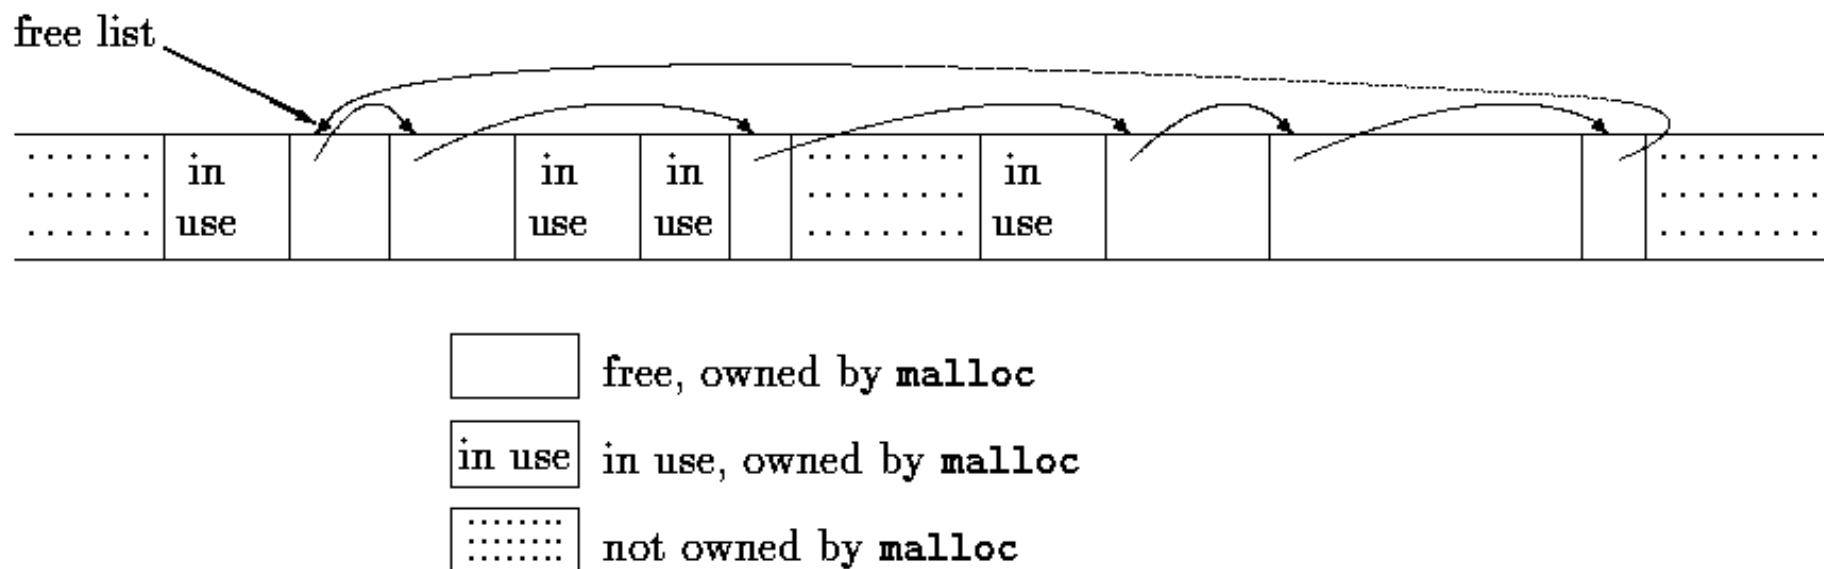 free list
in
use
in
use
in
use
in
use
free, owned by malloc
in use
in use, owned by malloc
not owned by malloc